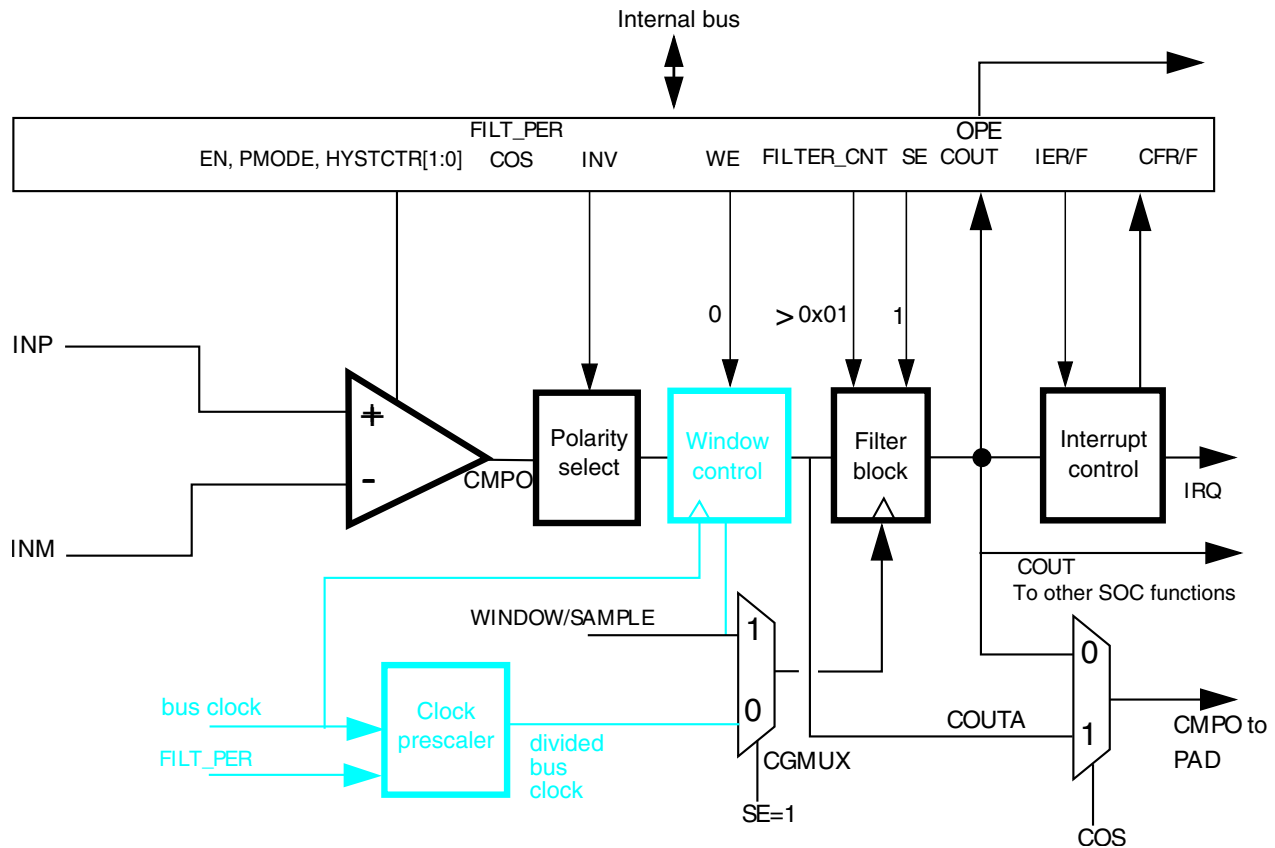 Internal bus
FILT_PER
OPE
EN, PMODE, HYSTCTR[1:0]
COS
INV
WE
FILTER_CNT
SE
COUT
IER/F
CFR/F
0
> 0x01
1
INP
+
-
INM
CMPO
Polarity
select
Window
control
Filter
block
Interrupt
control
IRQ
COUT
To other SOC functions
WINDOW/SAMPLE
1
0
CGMUX
SE=1
bus clock
FILT_PER
Clock
prescaler
divided
bus
clock
COUTA
0
1
CMPO to
PAD
COS